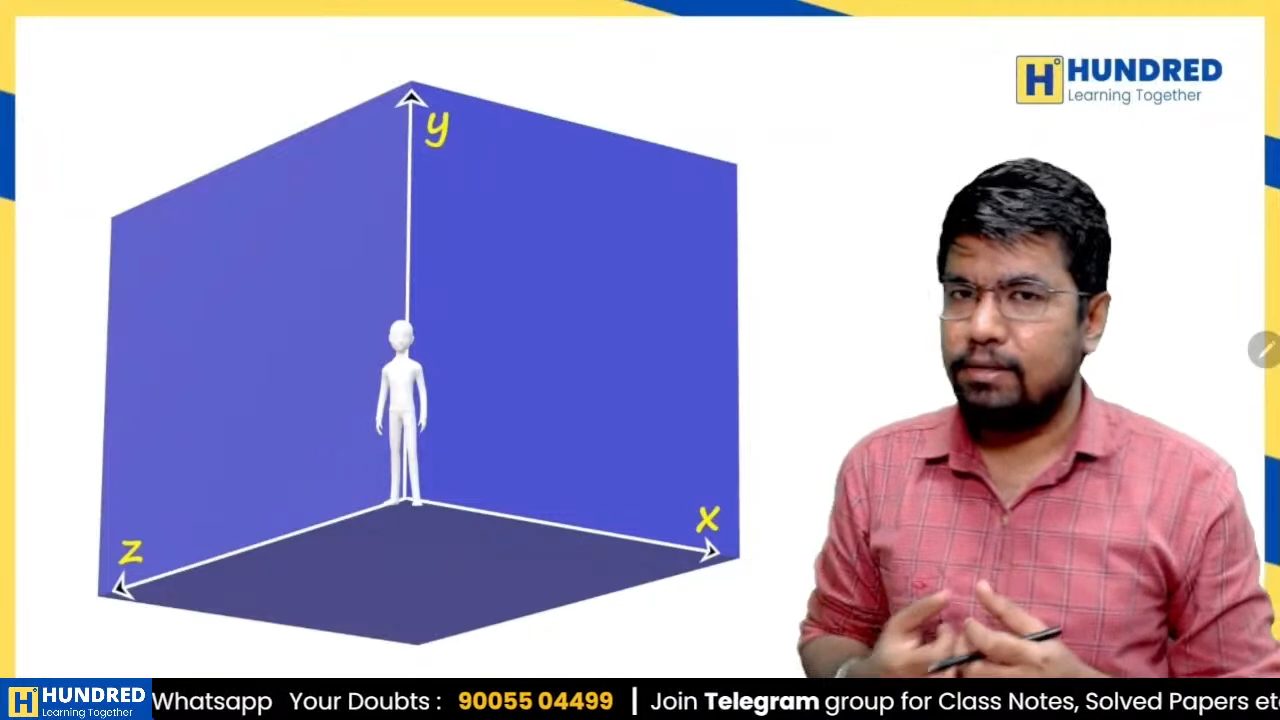 H° HUNDRED
Learning Together
y
x
z
H° HUNDRED
Learning Together
Whatsapp Your Doubts : 90055 04499 | Join Telegram group for Class Notes, Solved Papers et